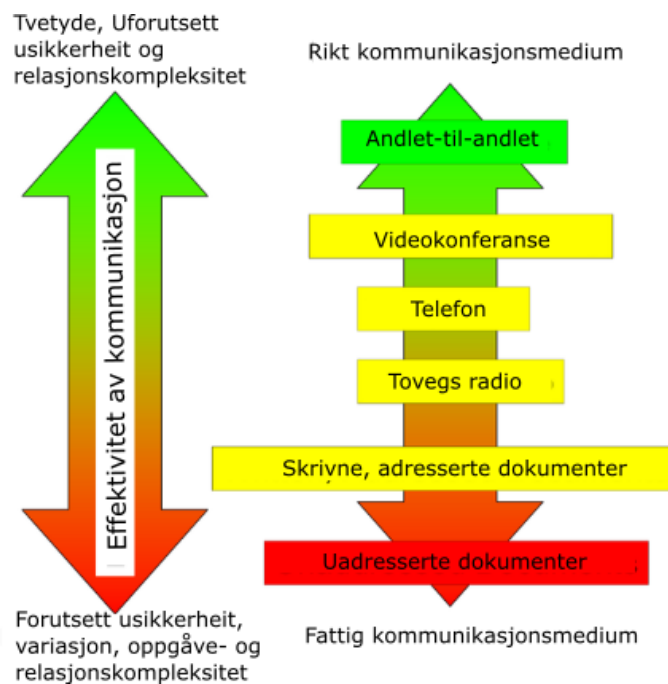 Tvetyde, Uforutsett
usikkerheit og
relasjonskompleksitet
Effektivitet av kommunikasjon
Forutsett usikkerheit,
variasjon, oppgåve- og
relasjonskompleksitet
Rikt kommunikasjonsmedium
Andlet-til-andlet
Videokonferanse
Telefon
Tovegs radio
Skrivne, adresserte dokumenter
Uadresserte dokumenter
Fattig kommunikasjonsmedium